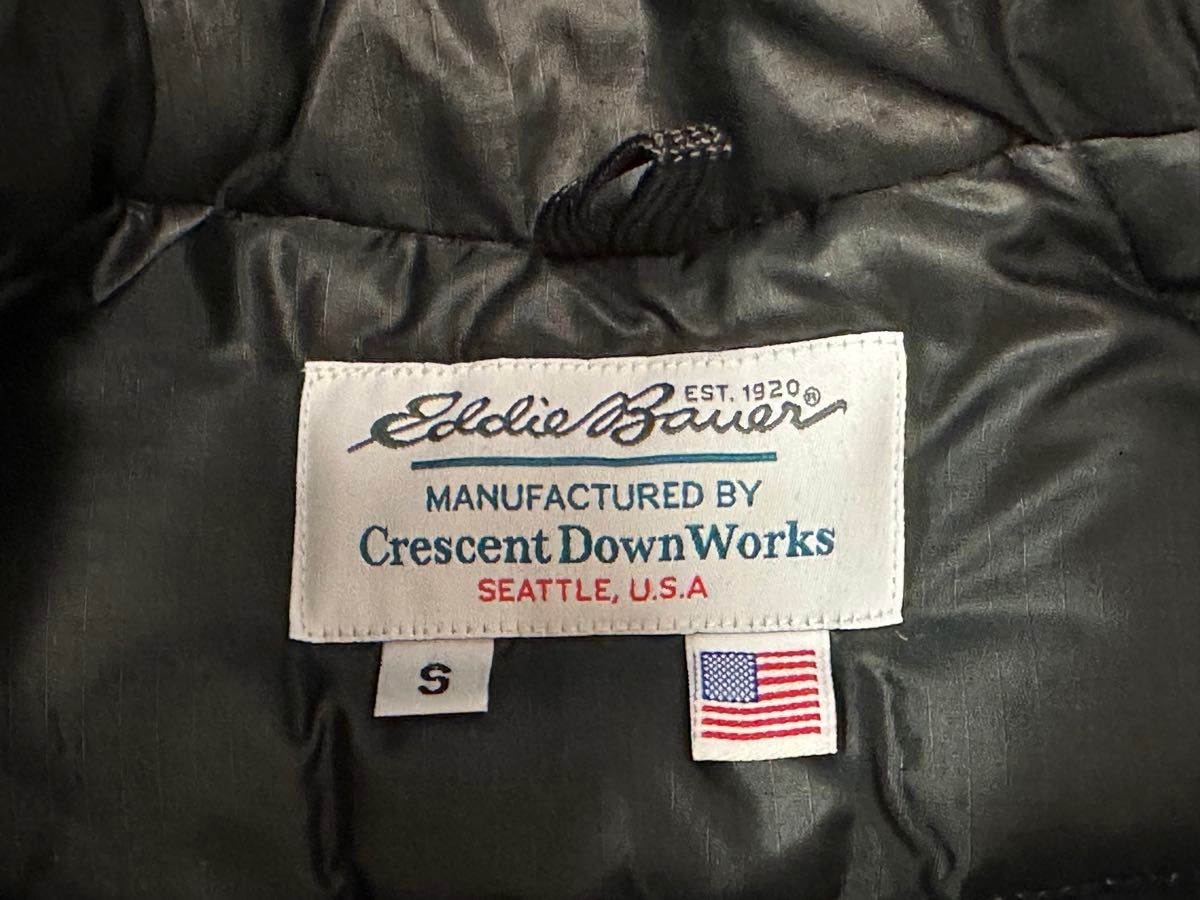 EST. 1920
Eddie Bauer®
MANUFACTURED BY
Crescent Down Works
SEATTLE, U.S.A
S